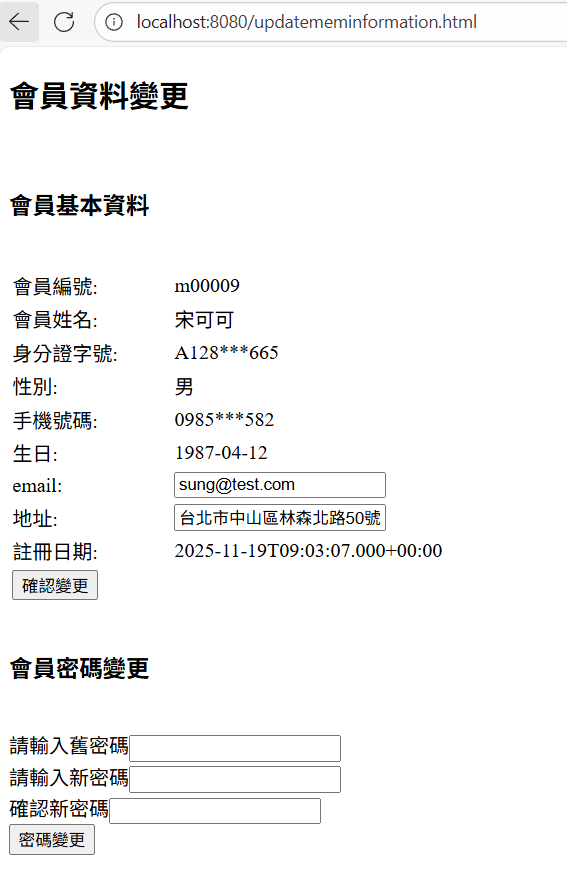 localhost:8080/updatememinformation.html
會員資料變更
會員基本資料
會員編號: m00009
會員姓名: 宋可可
身分證字號: A128***665
性別: 男
手機號碼: 0985***582
生日: 1987-04-12
email: sung@test.com
地址: 台北市中山區林森北路50號
註冊日期: 2025-11-19T09:03:07.000+00:00
確認變更
會員密碼變更
請輸入舊密碼
請輸入新密碼
確認新密碼
密碼變更